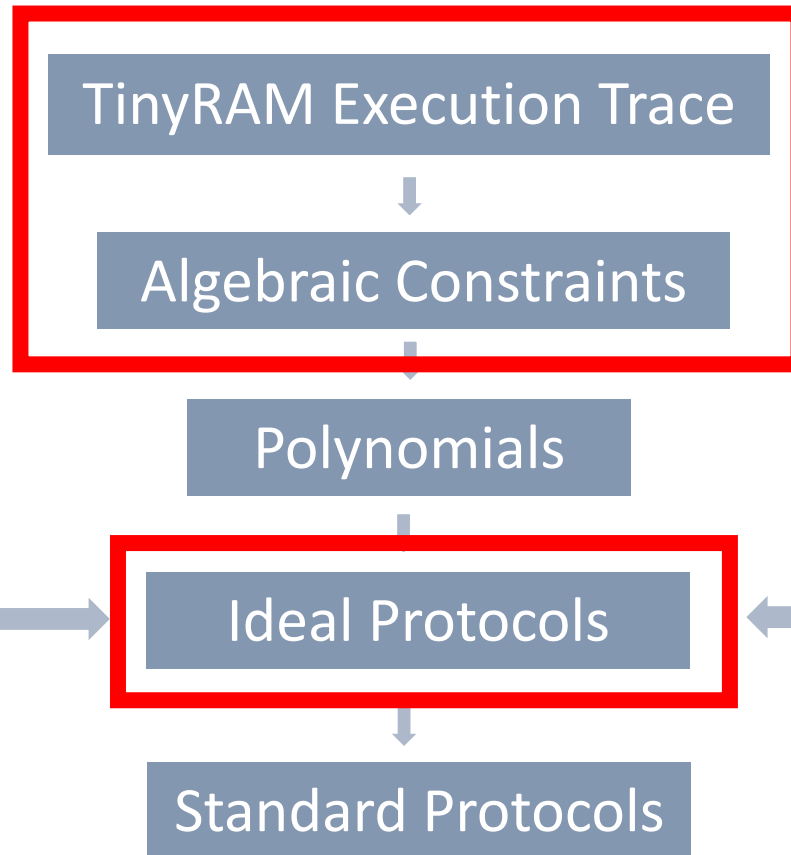 TinyRAM Execution Trace
Algebraic Constraints
Polynomials
Ideal Protocols
Standard Protocols